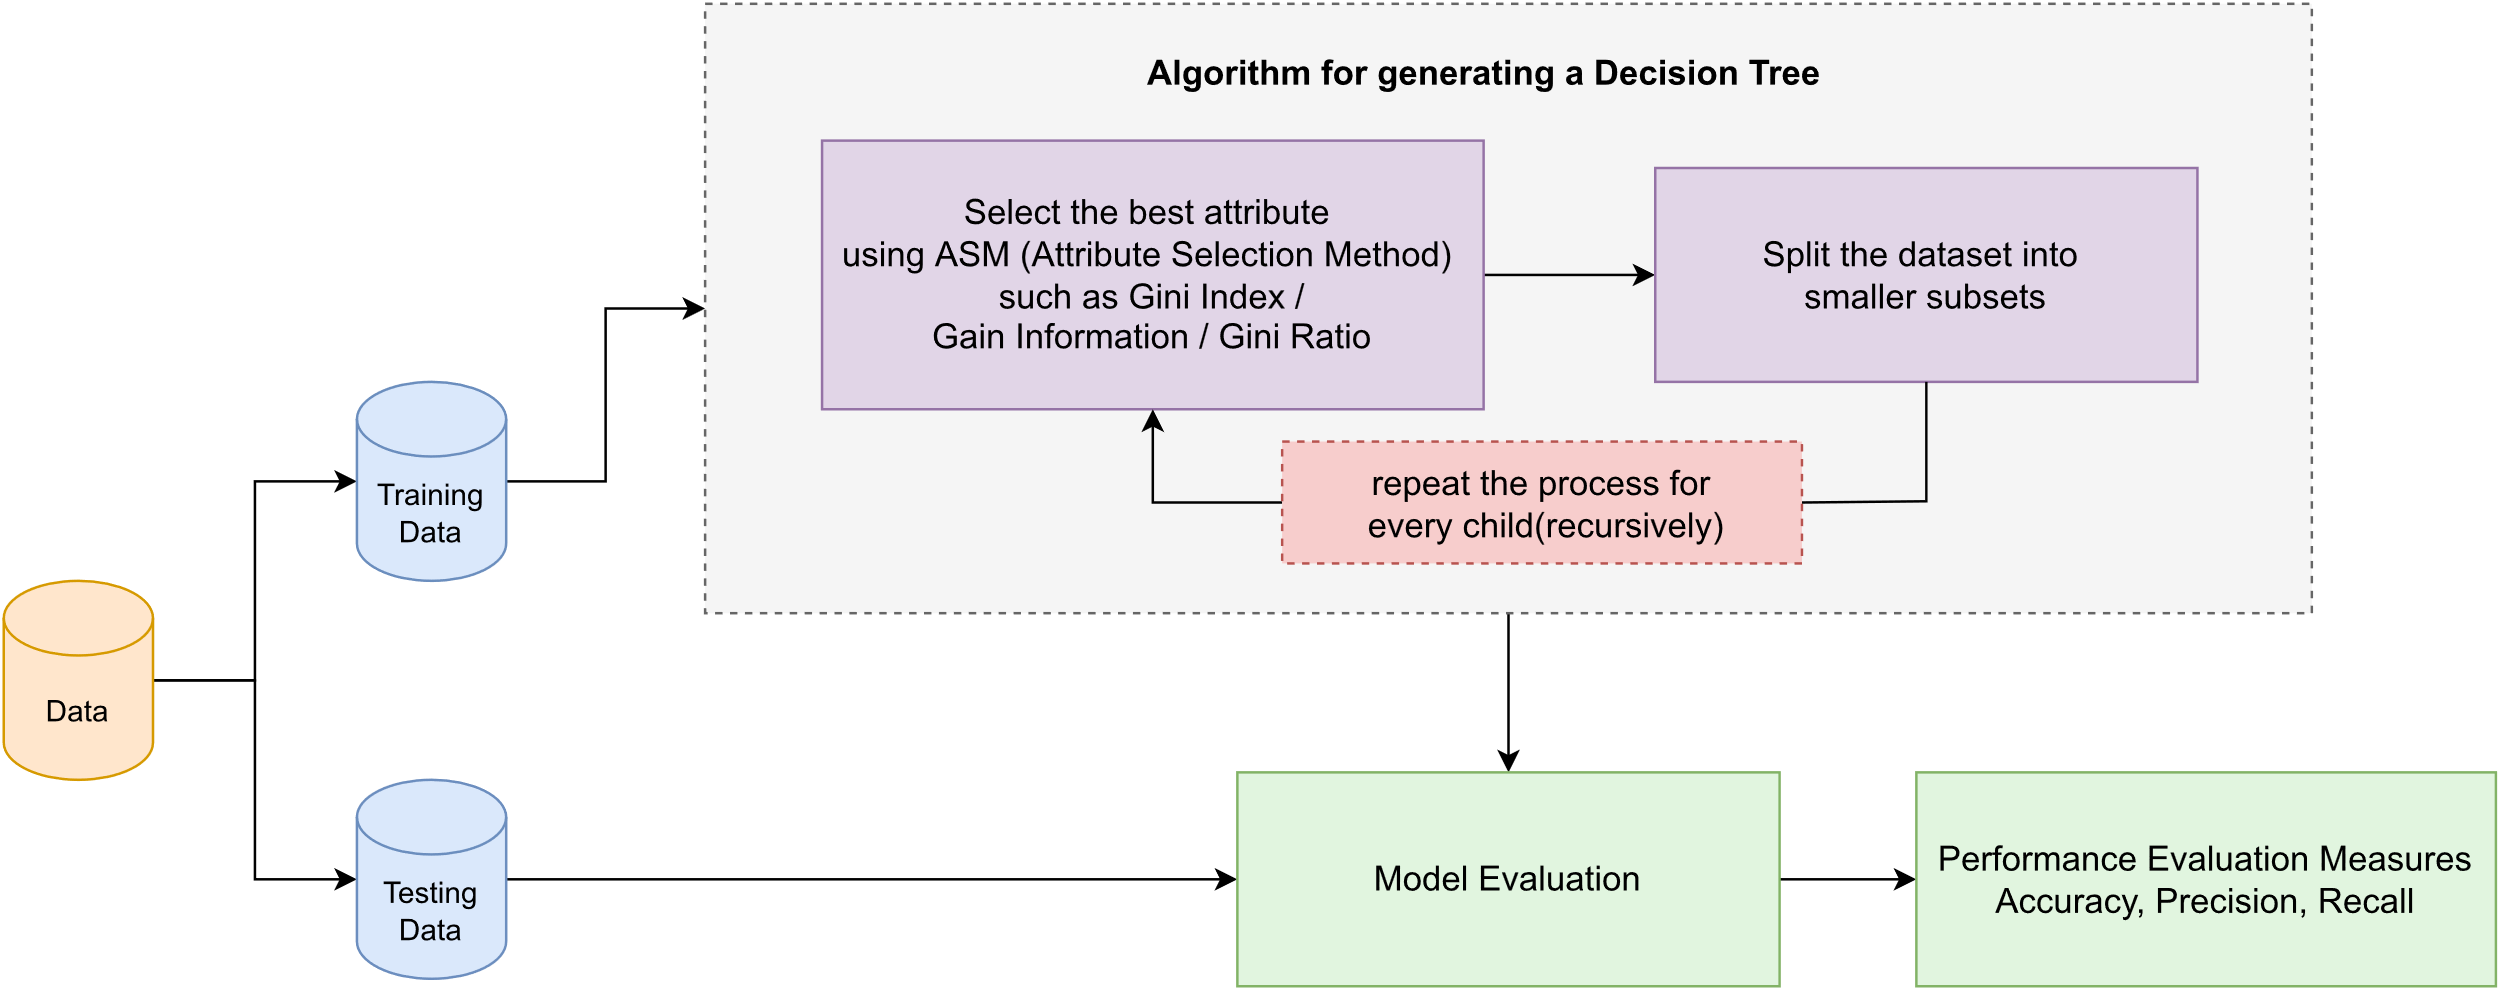 Algorithm for generating a Decision Tree
Select the best attribute
using ASM (Attribute Selection Method)
such as Gini Index /
Gain Information / Gini Ratio
Split the dataset into
smaller subsets
repeat the process for
every child(recursively)
Training
Data
Data
Testing
Data
Model Evaluation
Performance Evaluation Measures
Accuracy, Precision, Recall